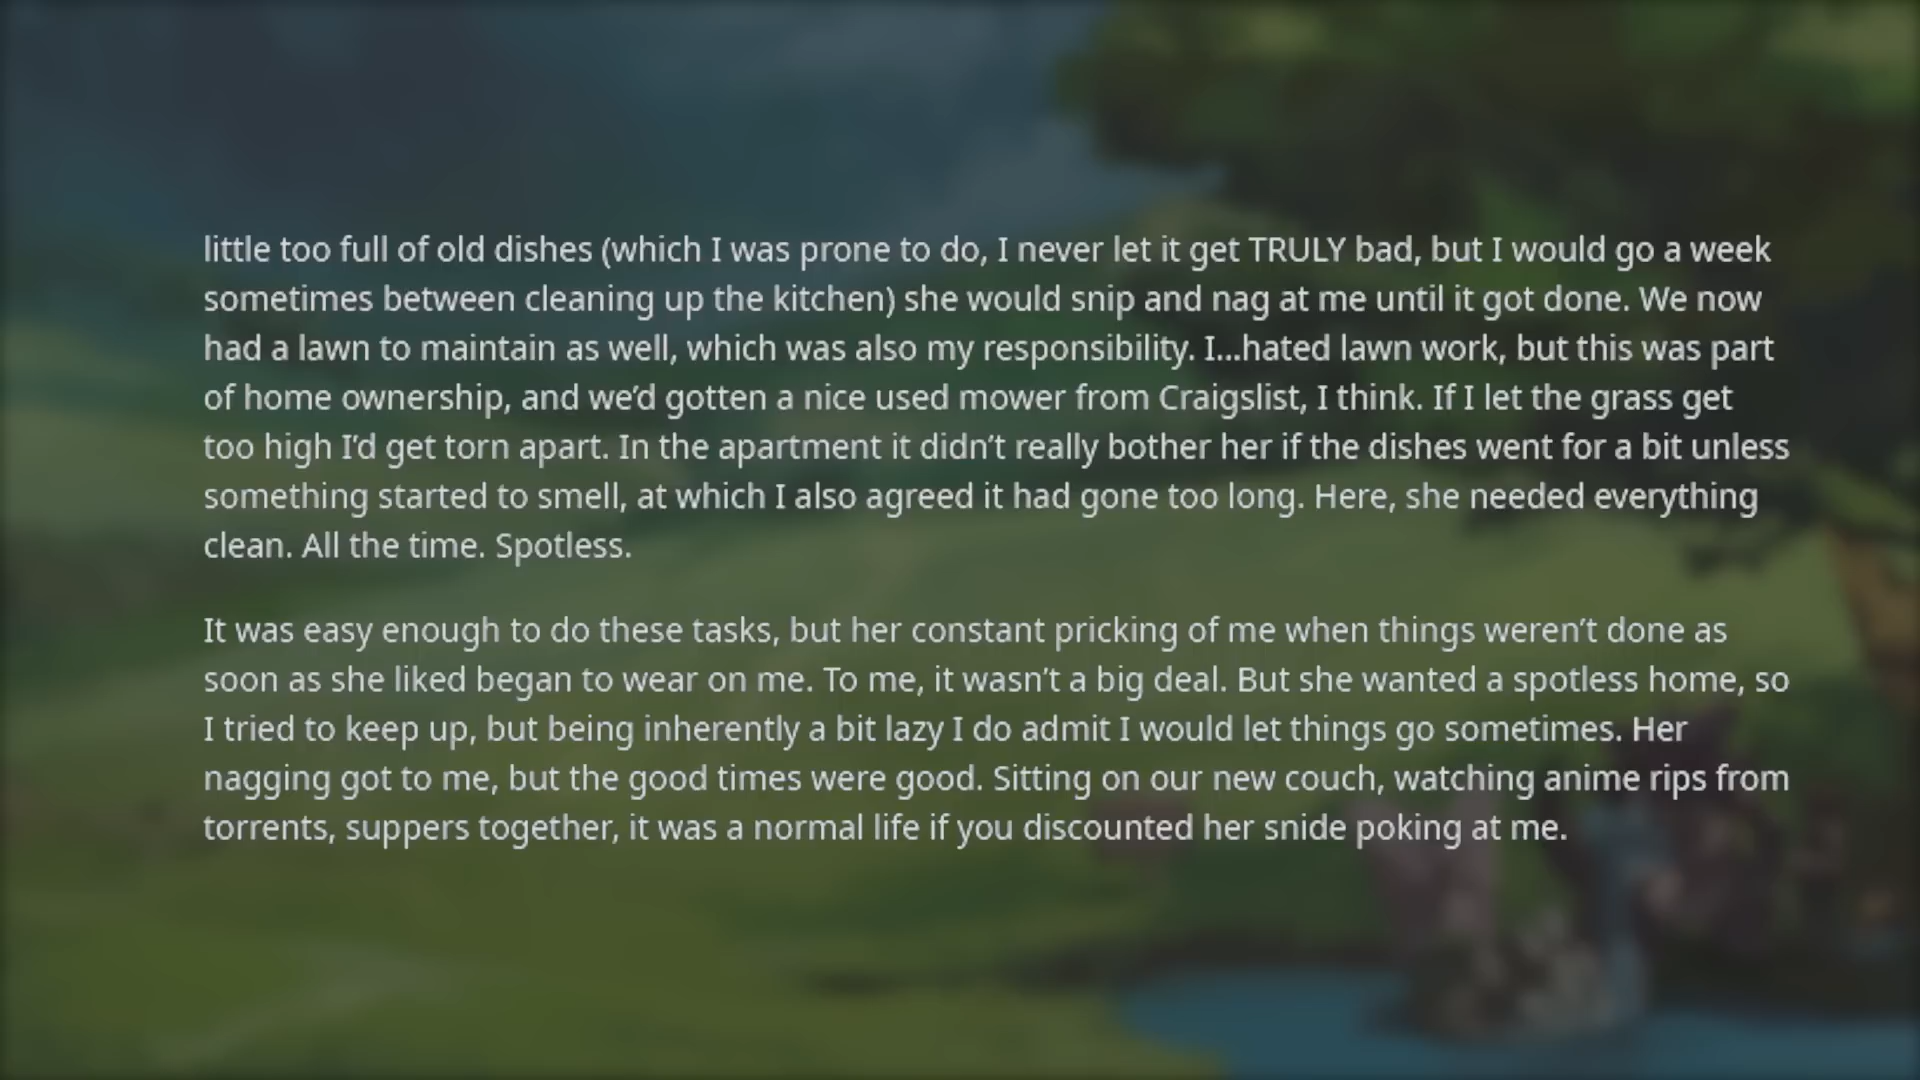 little too full of old dishes (which I was prone to do, I never let it get TRULY bad, but I would go a week
sometimes between cleaning up the kitchen) she would snip and nag at me until it got done. We now
had a lawn to maintain as well, which was also my responsibility. I...hated lawn work, but this was part
of home ownership, and we’d gotten a nice used mower from Craigslist, I think. If I let the grass get
too high I’d get torn apart. In the apartment it didn’t really bother her if the dishes went for a bit unless
something started to smell, at which I also agreed it had gone too long. Here, she needed everything
clean. All the time. Spotless.
It was easy enough to do these tasks, but her constant pricking of me when things weren’t done as
soon as she liked began to wear on me. To me, it wasn’t a big deal. But she wanted a spotless home, so
I tried to keep up, but being inherently a bit lazy I do admit I would let things go sometimes. Her
nagging got to me, but the good times were good. Sitting on our new couch, watching anime rips from
torrents, suppers together, it was a normal life if you discounted her snide poking at me.